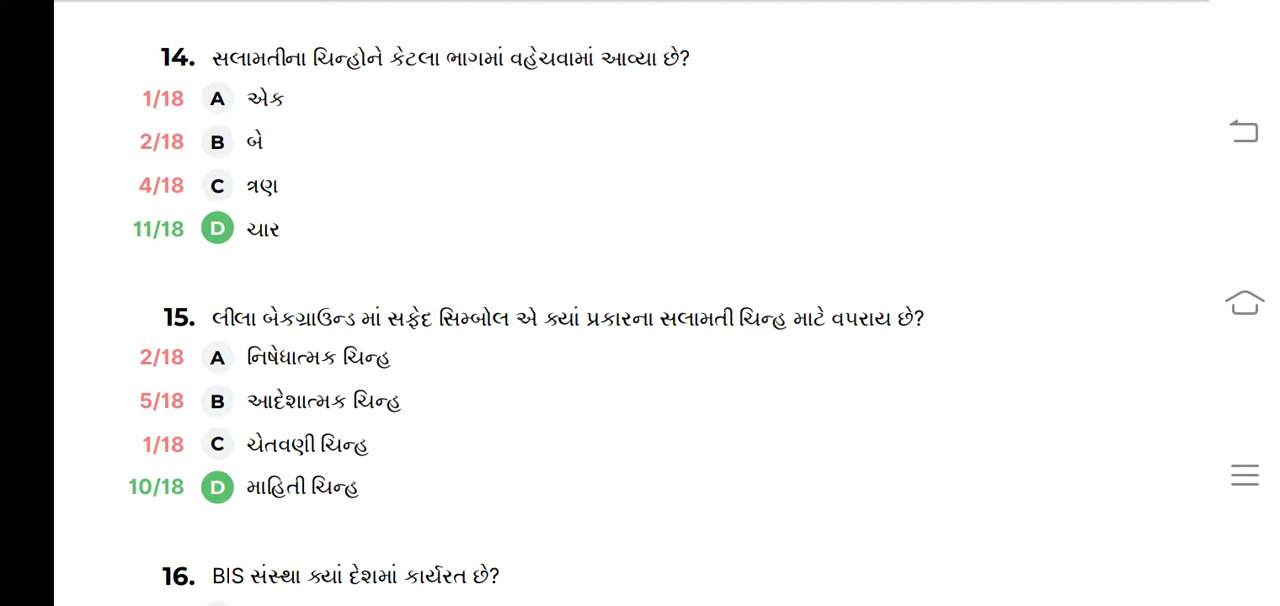 14. સલામતીના ચિન્હોને કેટલા ભાગમાં વહેચવામાં આવ્યા છે?
1/18 A એક
2/18 B બે
4/18 C ત્રણ
11/18 D ચાર
15. લીલા બેકગ્રાઉન્ડ માં સફેદ સિમ્બોલ એ ક્યાં પ્રકારના સલામતી ચિન્હ માટે વપરાય છે?
2/18 A નિષેધાત્મક ચિન્હ
5/18 B આદેશાત્મક ચિન્હ
1/18 C ચેતવણી ચિન્હ
10/18 D માહિતી ચિન્હ
16. BIS સંસ્થા ક્યાં દેશમાં કાર્યરત છે?